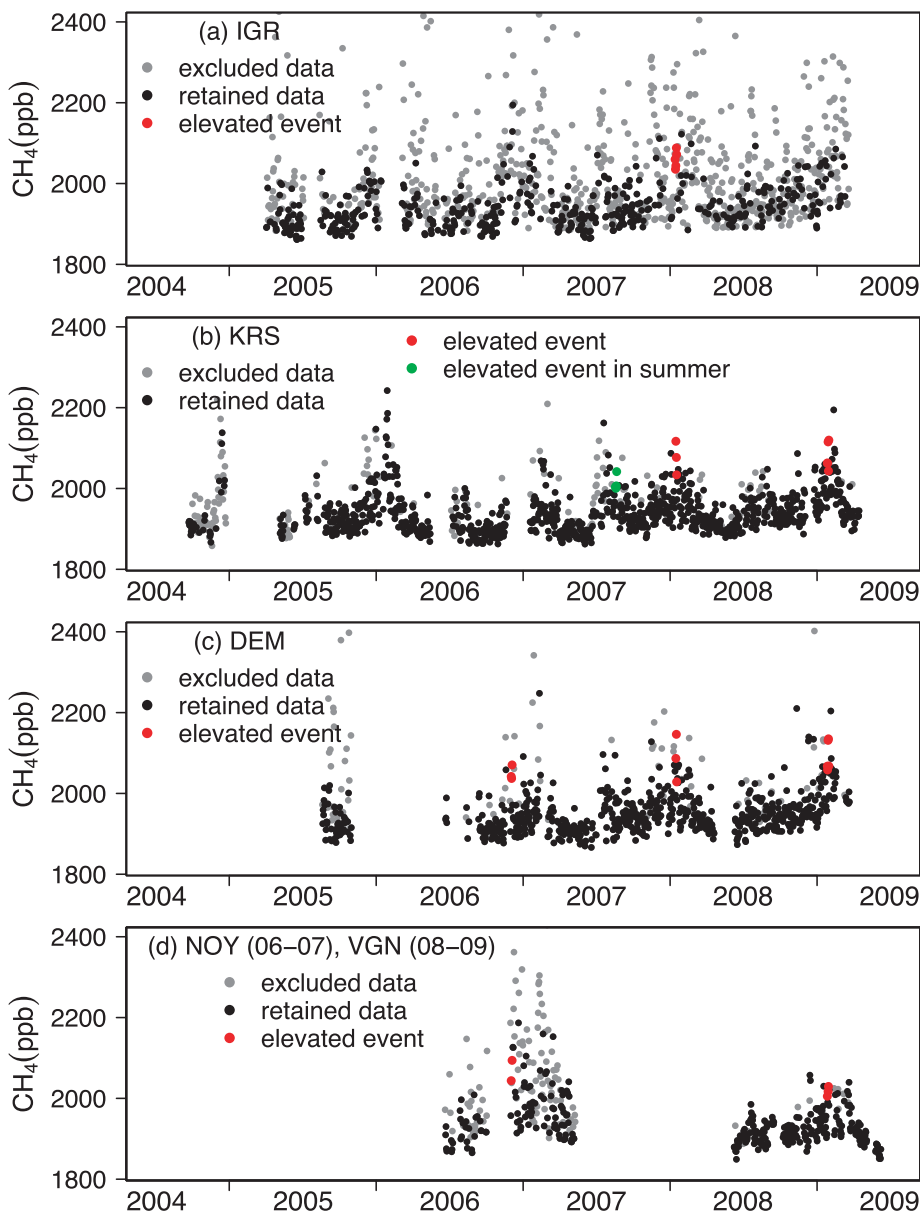 (a) IGR
excluded data
retained data
elevated event
CH₄(ppb)
2400
2200
2000
1800
2004 2005 2006 2007 2008 2009
(b) KRS
excluded data
retained data
elevated event
elevated event in summer
CH₄(ppb)
2400
2200
2000
1800
2004 2005 2006 2007 2008 2009
(c) DEM
excluded data
retained data
elevated event
CH₄(ppb)
2400
2200
2000
1800
2004 2005 2006 2007 2008 2009
(d) NOY (06–07), VGN (08–09)
excluded data
retained data
elevated event
CH₄(ppb)
2400
2200
2000
1800
2004 2005 2006 2007 2008 2009